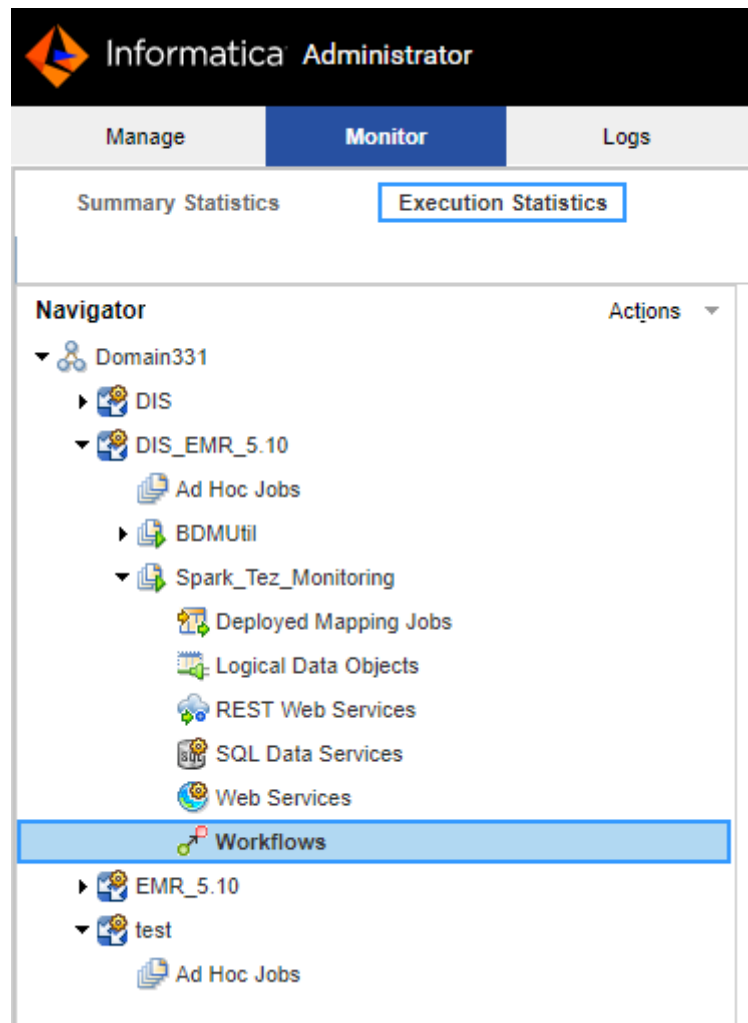 Informatica Administrator
Manage Monitor Logs
Summary Statistics Execution Statistics
Navigator Actions
Domain331
DIS
DIS_EMR_5.10
Ad Hoc Jobs
BDMUtil
Spark_Tez_Monitoring
Deployed Mapping Jobs
Logical Data Objects
REST Web Services
SQL Data Services
Web Services
Workflows
EMR_5.10
test
Ad Hoc Jobs